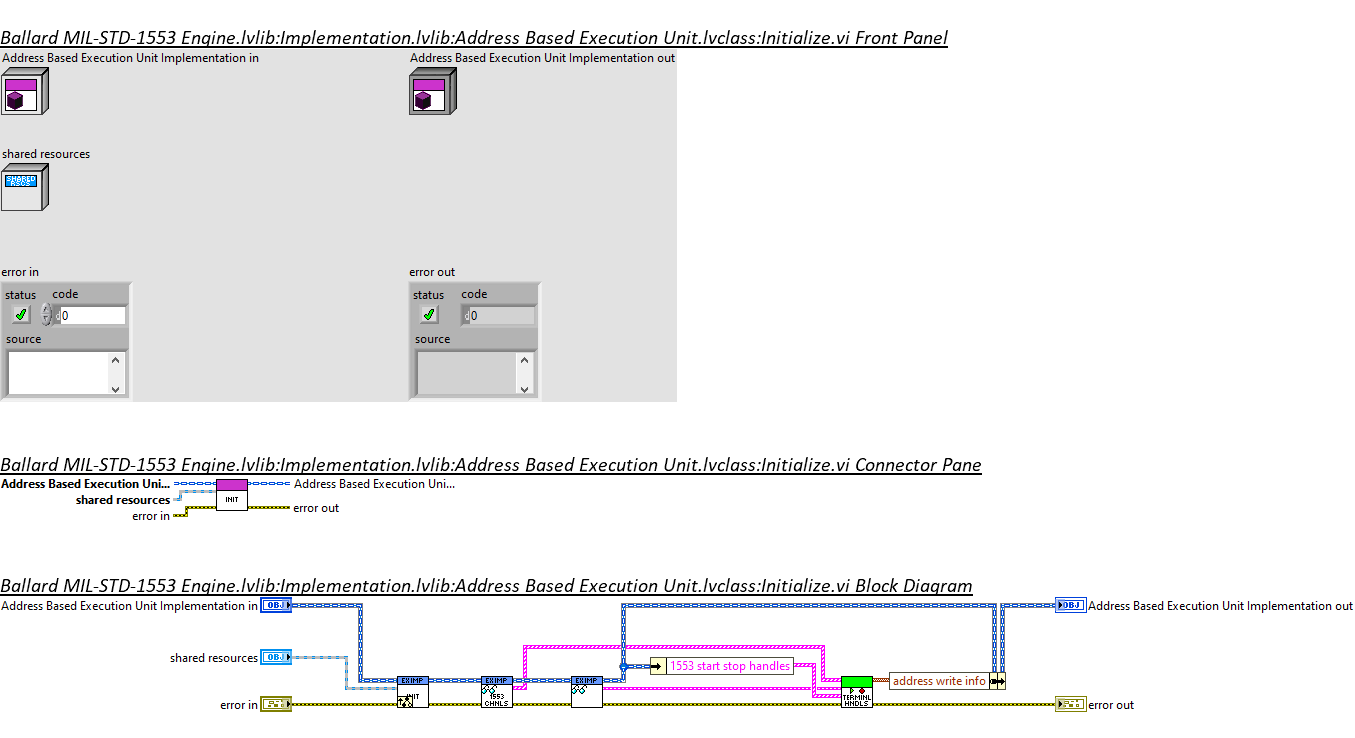 Ballard MIL-STD-1553 Engine.lvlib:Implementation.lvlib:Address Based Execution Unit.lvclass:Initialize.vi Front Panel
Address Based Execution Unit Implementation in
Address Based Execution Unit Implementation out
shared resources
SHARED
RSCS
error in
error out
status code
status code
d 0
d 0
source
source
Ballard MIL-STD-1553 Engine.lvlib:Implementation.lvlib:Address Based Execution Unit.lvclass:Initialize.vi Connector Pane
Address Based Execution Uni...
Address Based Execution Uni...
shared resources
INIT
error in
error out
Ballard MIL-STD-1553 Engine.lvlib:Implementation.lvlib:Address Based Execution Unit.lvclass:Initialize.vi Block Diagram
Address Based Execution Unit Implementation in
OBJ
OBJ
Address Based Execution Unit Implementation out
shared resources
OBJ
1553 start stop handles
EXIMP
EXIMP
EXIMP
address write info
INIT
1553
CHNLS
TERMINL
HNDLS
error in
error out